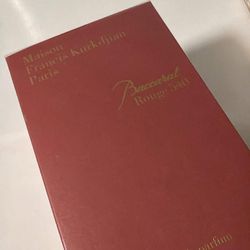 Maison
Francis Kurkdjian
Paris
Baccarat
Rouge 540
parfum